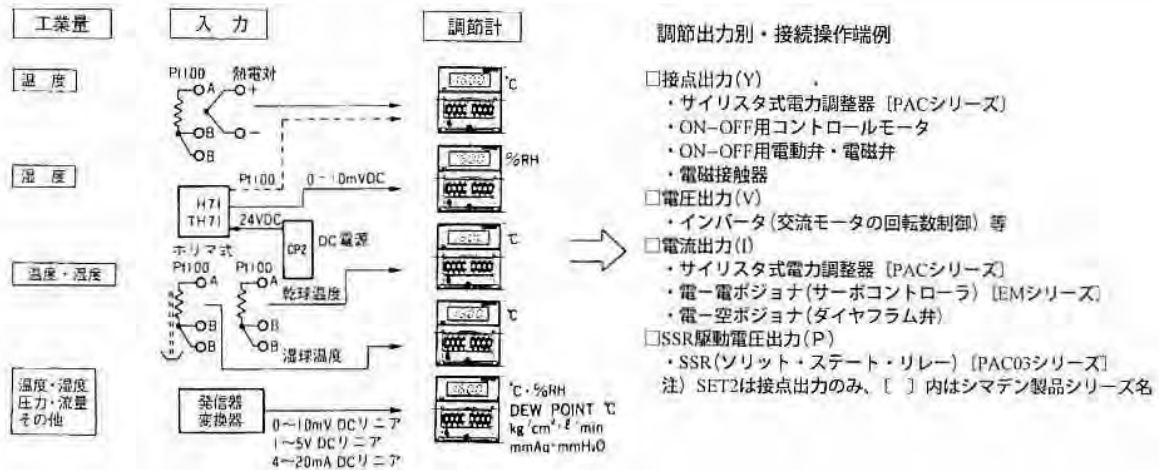 工業量
入 力
調節計
調節出力別・接続操作端例
温 度
Pt100 熱電対
A
+
B
−
B
℃
湿 度
Pt100
0~10mVDC
%RH
H71
TH71
24VDC
ポリマ式
CP2
DC電源
℃
温度・湿度
Pt100
Pt100
A
A
乾球温度
B
B
B
B
湿球温度
℃
温度・湿度
圧力・流量
その他
発信器
変換器
0~10mV DCリニア
1~5V DCリニア
4~20mA DCリニア
1600
℃・%RH
DEW POINT ℃
kg/cm²・ℓ/min
mmAq・mmH₂O
□接点出力(Y)
・サイリスタ式電力調整器［PACシリーズ］
・ON−OFF用コントロールモータ
・ON−OFF用電動弁・電磁弁
・電磁接触器
□電圧出力(V)
・インバータ(交流モータの回転数制御)等
□電流出力(I)
・サイリスタ式電力調整器［PACシリーズ］
・電ー電ポジョナ(サーボコントローラ)［EMシリーズ］
・電ー空ポジョナ(ダイヤフラム弁)
□SSR駆動電圧出力(P)
・SSR(ソリット・ステート・リレー)［PAC03シリーズ］
注）SET2は接点出力のみ、［ ］内はシマデン製品シリーズ名